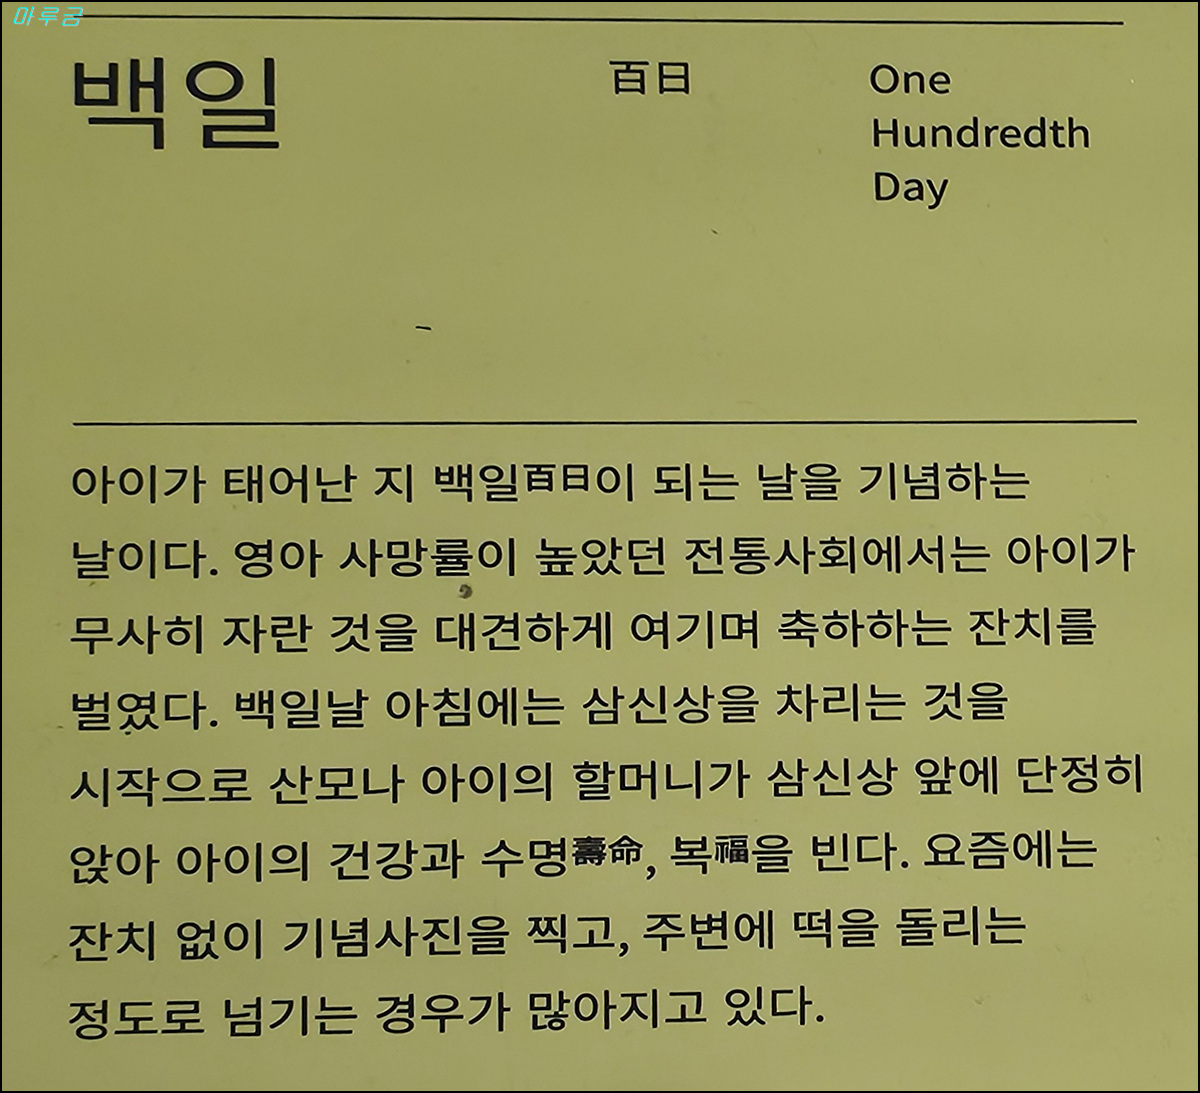 마루굼
백일
百日
One
Hundredth
Day
아이가 태어난 지 백일百日이 되는 날을 기념하는
날이다. 영아 사망률이 높았던 전통사회에서는 아이가
무사히 자란 것을 대견하게 여기며 축하하는 잔치를
벌였다. 백일날 아침에는 삼신상을 차리는 것을
시작으로 산모나 아이의 할머니가 삼신상 앞에 단정히
앉아 아이의 건강과 수명壽命, 복福을 빈다. 요즘에는
잔치 없이 기념사진을 찍고, 주변에 떡을 돌리는
정도로 넘기는 경우가 많아지고 있다.